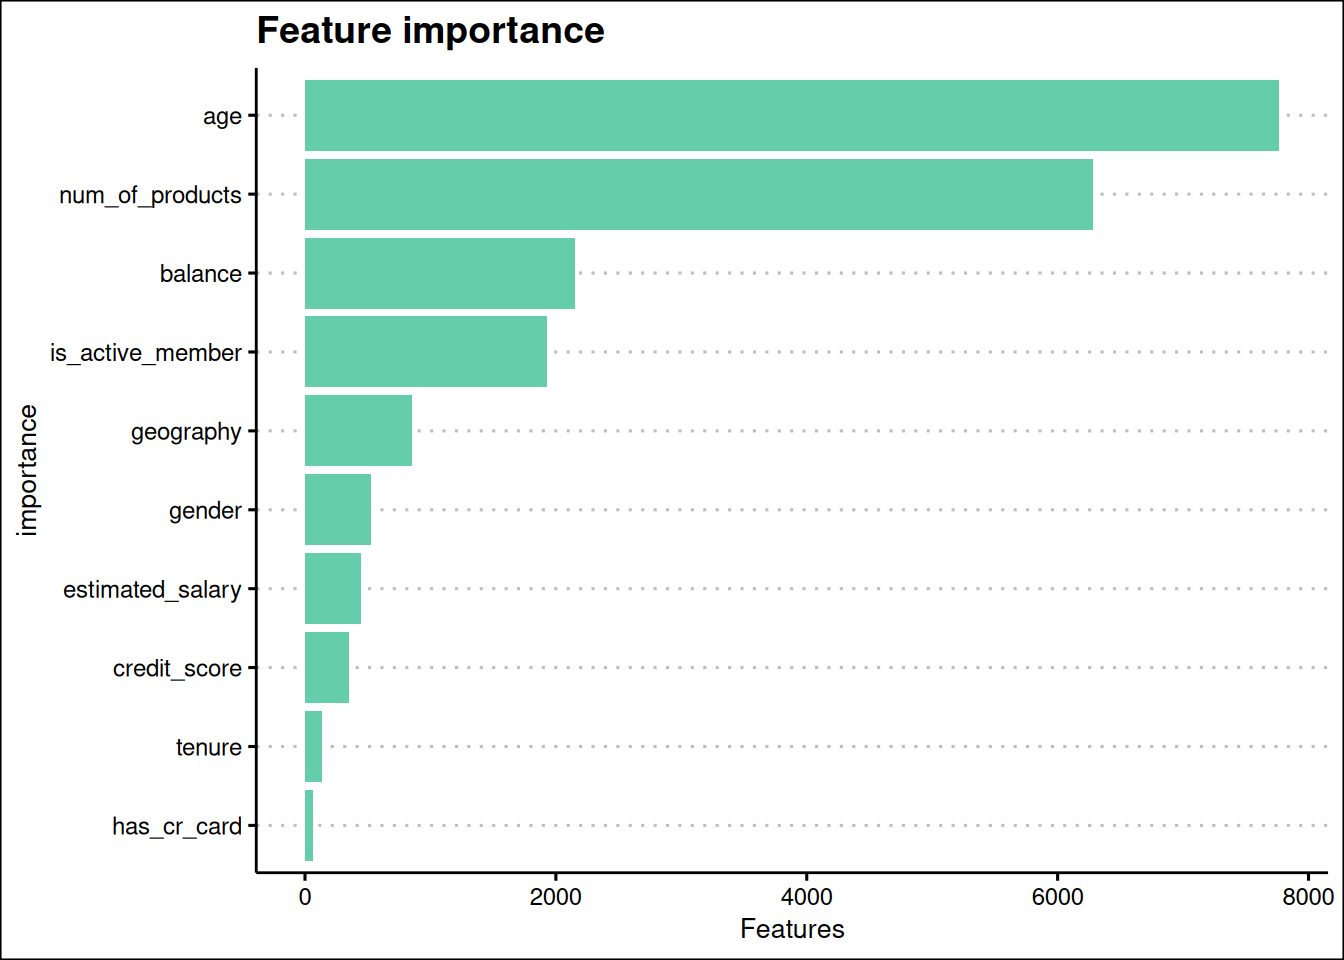 Feature importance
age
num_of_products
balance
is_active_member
geography
gender
estimated_salary
credit_score
tenure
has_cr_card
importance
0 2000 4000 6000 8000
Features